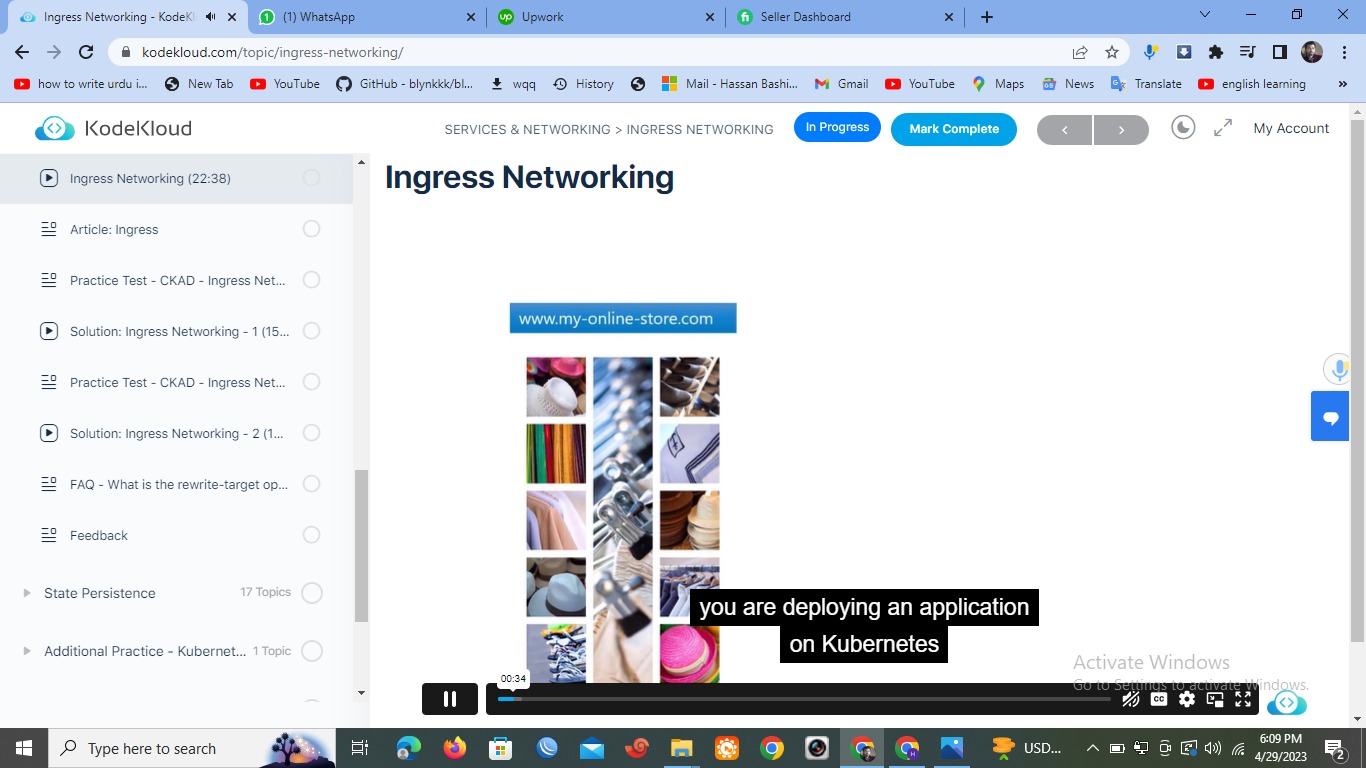 Ingress Networking - KodeKl
(1) WhatsApp
Upwork
Seller Dashboard
kodekloud.com/topic/ingress-networking/
how to write urdu i...
New Tab
YouTube
GitHub - blynkkk/bl...
wqq
History
Mail - Hassan Bashi...
Gmail
YouTube
Maps
News
Translate
english learning
»
KodeKloud
SERVICES & NETWORKING > INGRESS NETWORKING
In Progress
Mark Complete
My Account
Ingress Networking (22:38)
Article: Ingress
Practice Test - CKAD - Ingress Net...
Solution: Ingress Networking - 1 (15...
Practice Test - CKAD - Ingress Net...
Solution: Ingress Networking - 2 (1...
FAQ - What is the rewrite-target op...
Feedback
State Persistence 17 Topics
Additional Practice - Kubernet... 1 Topic
Ingress Networking
www.my-online-store.com
you are deploying an application
on Kubernetes
00:34
CC
Activate Windows
Go to Settings to activate Windows.
Type here to search
USD...
6:09 PM
4/29/2023
2